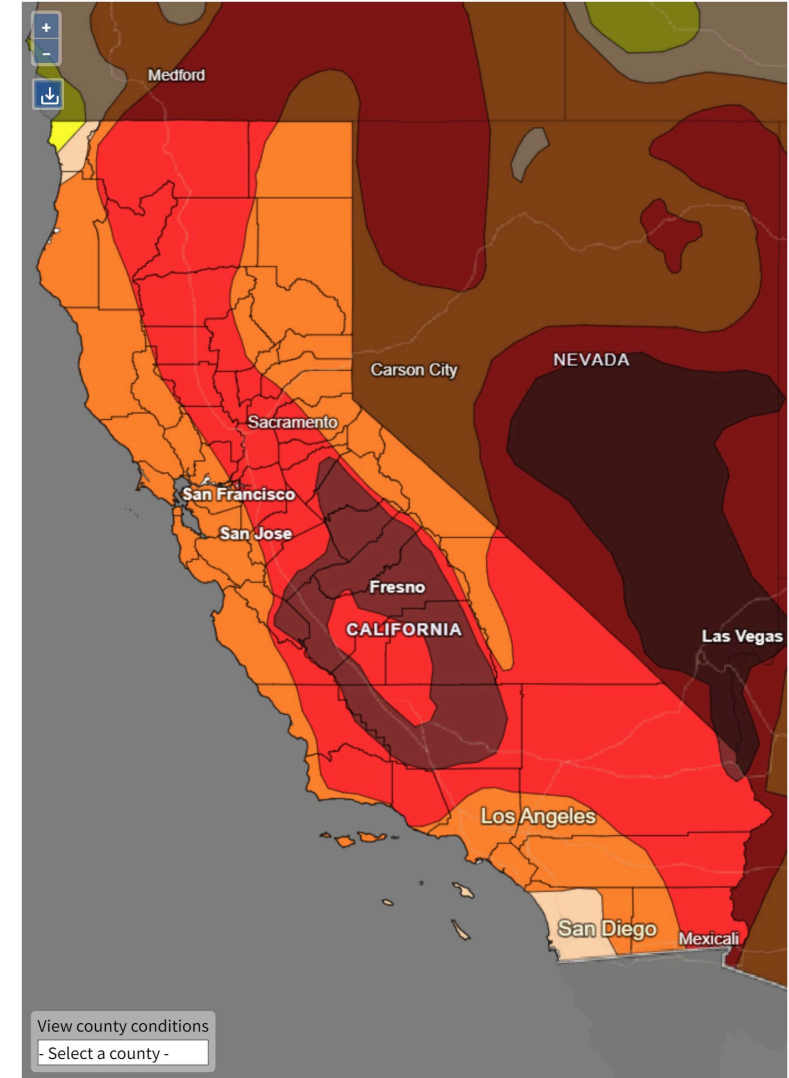 +
−
Medford
NEVADA
Carson City
Sacramento
San Francisco
San Jose
Fresno
CALIFORNIA
Las Vegas
Los Angeles
San Diego
Mexicali
View county conditions
- Select a county -